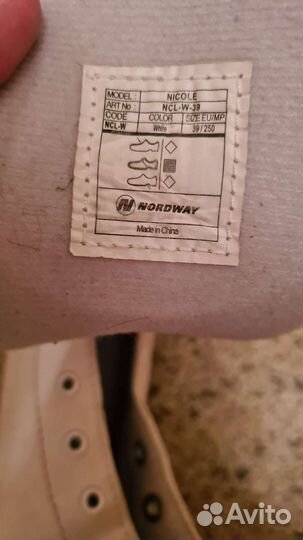 MODEL: NICOLE
ART No: NCL-W-39
CODE COLOR SIZE EU/MP
NCL-W White 39 / 250
N NORDWAY
Made in China
Avito